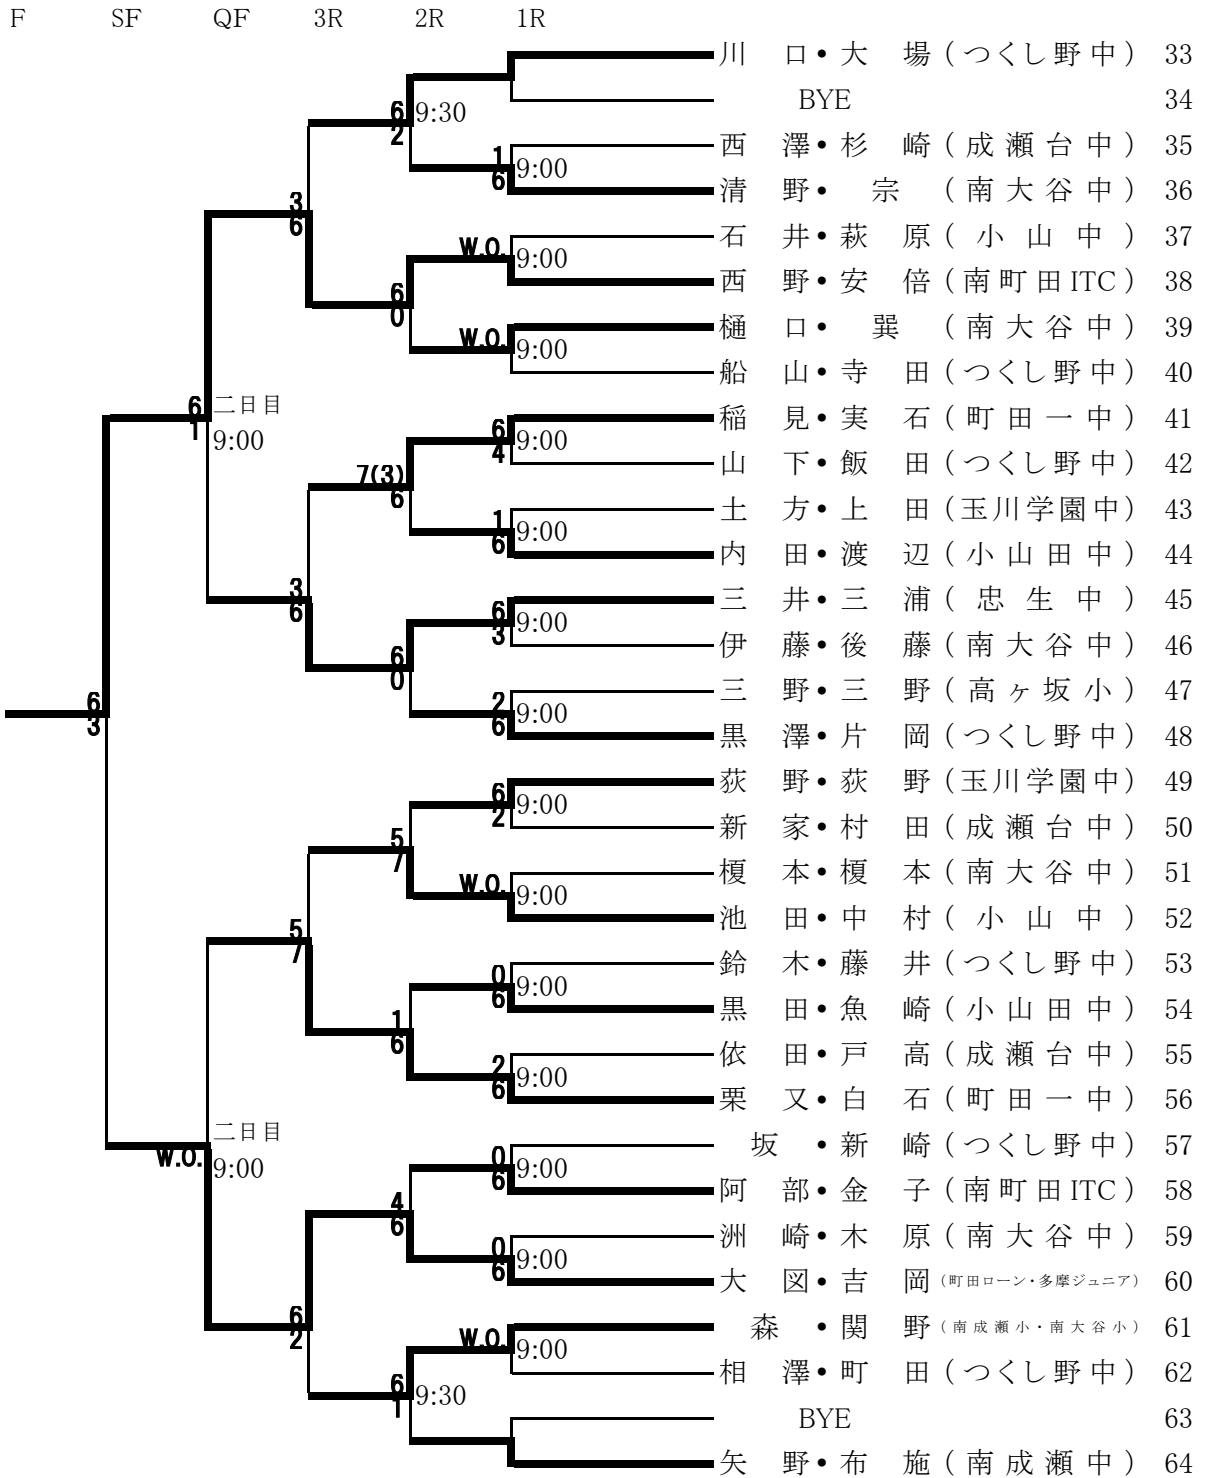 F SF QF 3R 2R 1R
川 口・大 場（つくし野中） 33
6 9:30 BYE 34
2
西 澤・杉 崎（成瀬台中） 35
1 9:00
6
清 野・ 宗 （南大谷中） 36
3
6
石 井・萩 原（小山中） 37
W.O. 9:00
西 野・安 倍（南町田ITC） 38
6
0
樋 口・ 巽 （南大谷中） 39
W.O. 9:00
船 山・寺 田（つくし野中） 40
6 二日目
1 9:00
稲 見・実 石（町田一中） 41
6 9:00
4
山 下・飯 田（つくし野中） 42
7(3)
6
土 方・上 田（玉川学園中） 43
1 9:00
6
内 田・渡 辺（小山田中） 44
3
6
三 井・三 浦（忠生中） 45
6 9:00
3
伊 藤・後 藤（南大谷中） 46
6
0
三 野・三 野（高ヶ坂小） 47
2 9:00
6
黒 澤・片 岡（つくし野中） 48
6
3
荻 野・荻 野（玉川学園中） 49
6 9:00
2
新 家・村 田（成瀬台中） 50
5
7
榎 本・榎 本（南大谷中） 51
W.O. 9:00
池 田・中 村（小山中） 52
5
7
鈴 木・藤 井（つくし野中） 53
0 9:00
6
黒 田・魚 崎（小山田中） 54
1
6
依 田・戸 高（成瀬台中） 55
2 9:00
6
栗 又・白 石（町田一中） 56
二日目
W.O. 9:00
坂 ・新 崎（つくし野中） 57
0 9:00
6
阿 部・金 子（南町田ITC） 58
4
6
洲 崎・木 原（南大谷中） 59
0 9:00
6
大 図・吉 岡（町田ローン・多摩ジュニア） 60
6
2
森 ・関 野（南成瀬小・南大谷小） 61
W.O. 9:00
相 澤・町 田（つくし野中） 62
6 9:30
1
BYE 63
矢 野・布 施（南成瀬中） 64